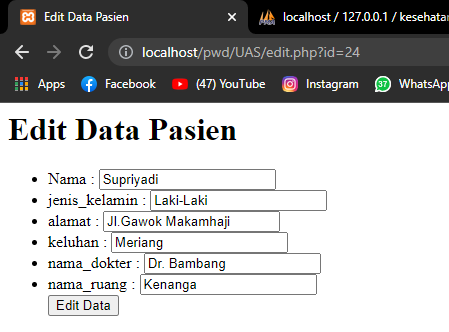 Edit Data Pasien
localhost / 127.0.0.1 / kesehatan
localhost/pwd/UAS/edit.php?id=24
Apps Facebook (47) YouTube Instagram 37 WhatsApp
Edit Data Pasien
Nama : Supriyadi
jenis_kelamin : Laki-Laki
alamat : Jl.Gawok Makamhaji
keluhan : Meriang
nama_dokter : Dr. Bambang
nama_ruang : Kenanga
Edit Data